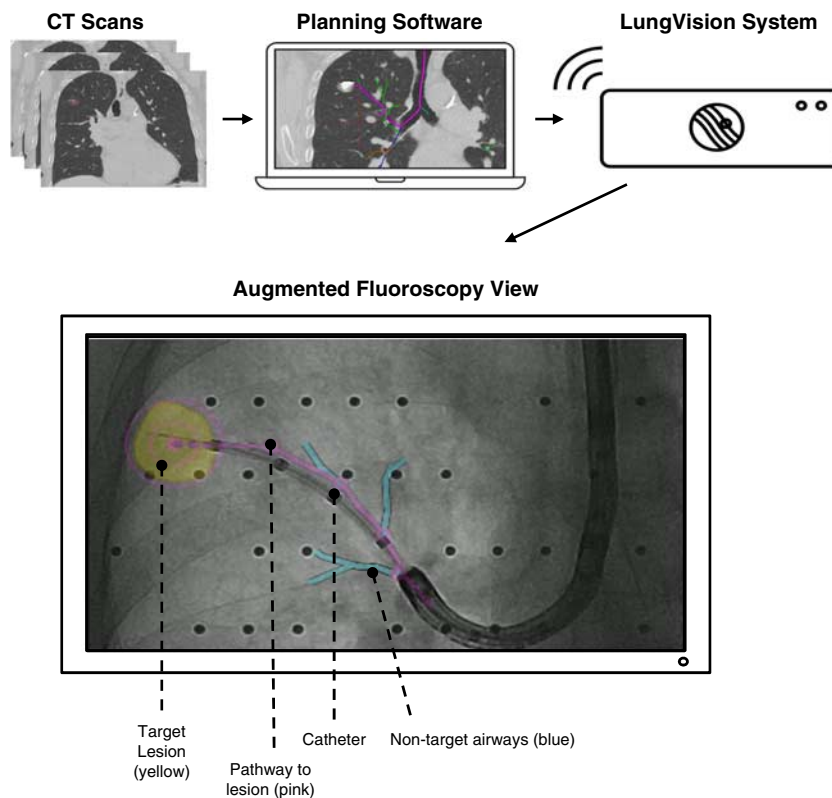 CT Scans
Planning Software
LungVision System
Augmented Fluoroscopy View
Target
Lesion
(yellow)
Pathway to
lesion (pink)
Catheter
Non-target airways (blue)